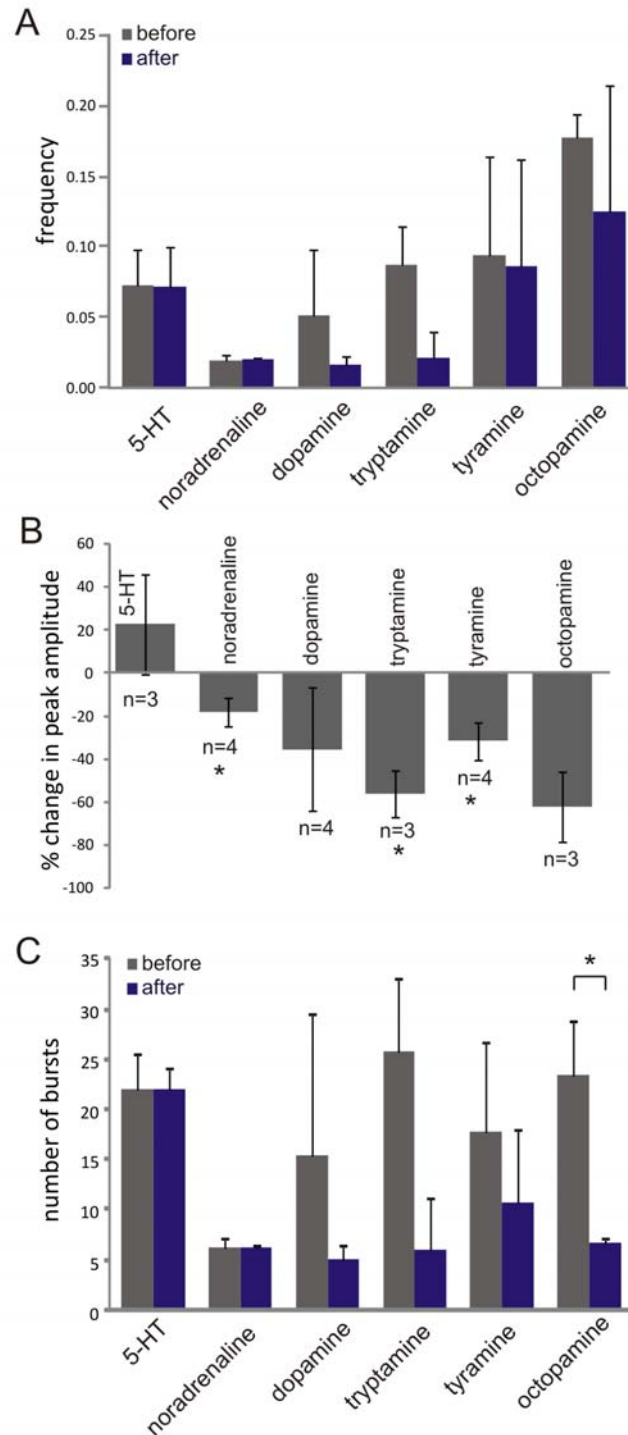 A
before
after
0.25
0.20
0.15
0.10
0.05
0.00
frequency
5-HT
noradrenaline
dopamine
tryptamine
tyramine
octopamine
B
60
40
20
0
-20
-40
-60
-80
-100
% change in peak amplitude
5-HT
noradrenaline
dopamine
tryptamine
tyramine
octopamine
n=3
n=4
*
n=4
n=3
*
n=4
*
n=3
C
before
after
35
30
25
20
15
10
5
0
number of bursts
*
5-HT
noradrenaline
dopamine
tryptamine
tyramine
octopamine